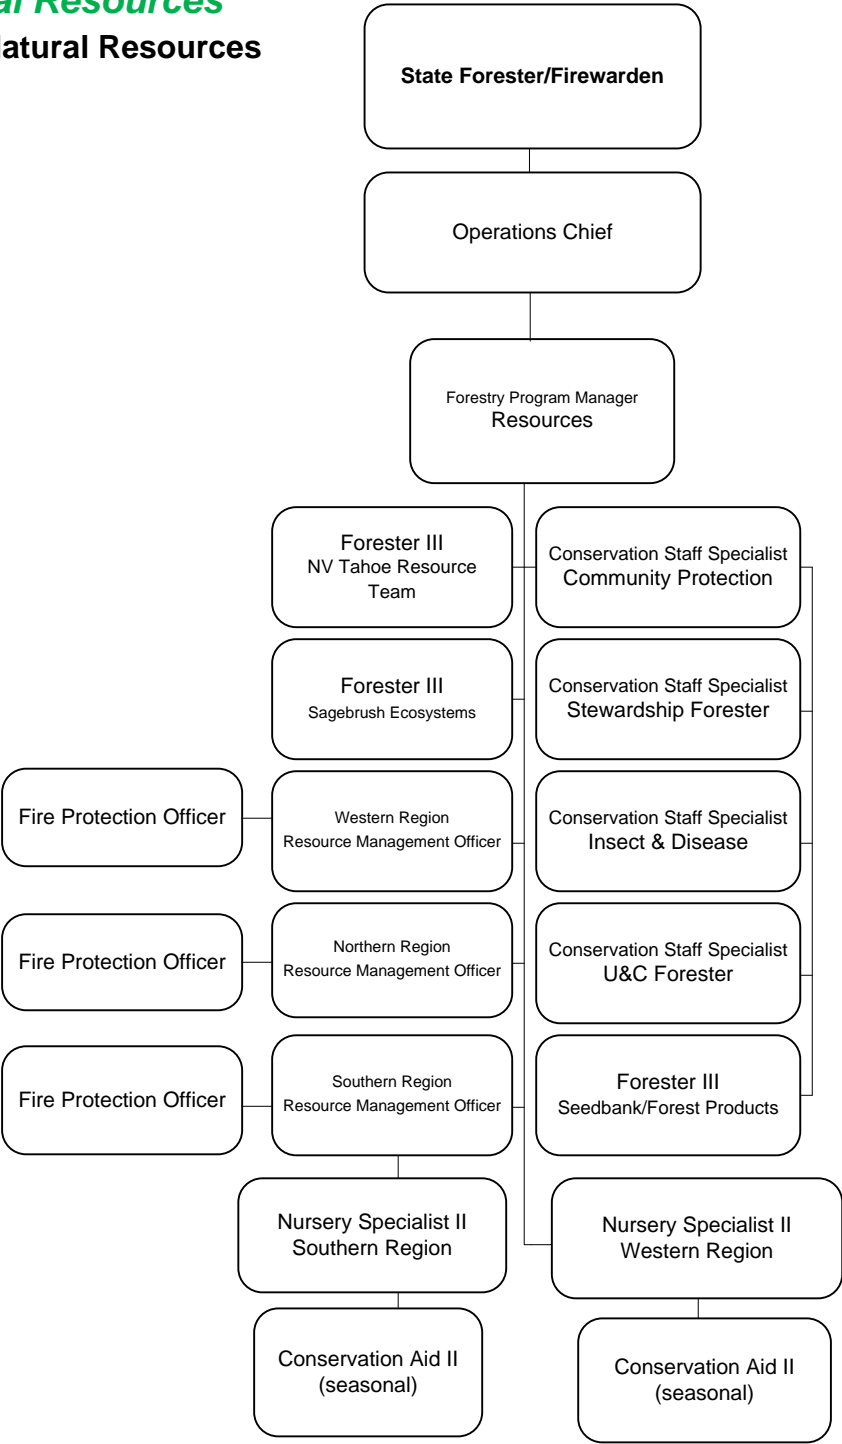 Resources
Natural Resources
State Forester/Firewarden
Operations Chief
Forestry Program Manager
Resources
Forester III
NV Tahoe Resource
Team
Conservation Staff Specialist
Community Protection
Forester III
Sagebrush Ecosystems
Conservation Staff Specialist
Stewardship Forester
Fire Protection Officer
Western Region
Resource Management Officer
Conservation Staff Specialist
Insect & Disease
Fire Protection Officer
Northern Region
Resource Management Officer
Conservation Staff Specialist
U&C Forester
Fire Protection Officer
Southern Region
Resource Management Officer
Forester III
Seedbank/Forest Products
Nursery Specialist II
Southern Region
Nursery Specialist II
Western Region
Conservation Aid II
(seasonal)
Conservation Aid II
(seasonal)